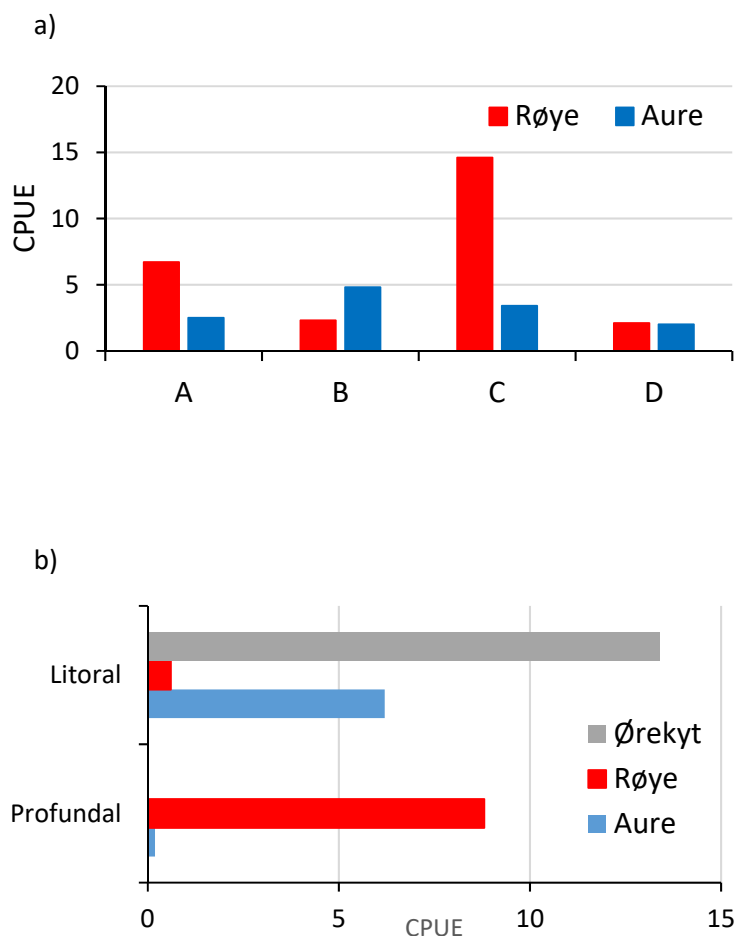 a)
20
Røye Aure
15
10
5
0
CPUE
A B C D
b)
Litoral
Profundal
Ørekyt
Røye
Aure
0 5 10 15
CPUE